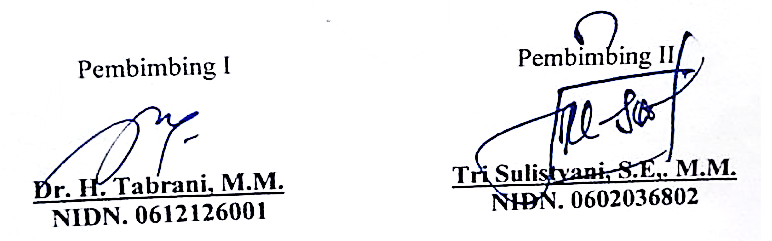 Pembimbing I
Dr. H. Tabrani, M.M.
NIDN. 0612126001
Pembimbing II
Tri Sulistyani, S.E,. M.M.
NIDN. 0602036802